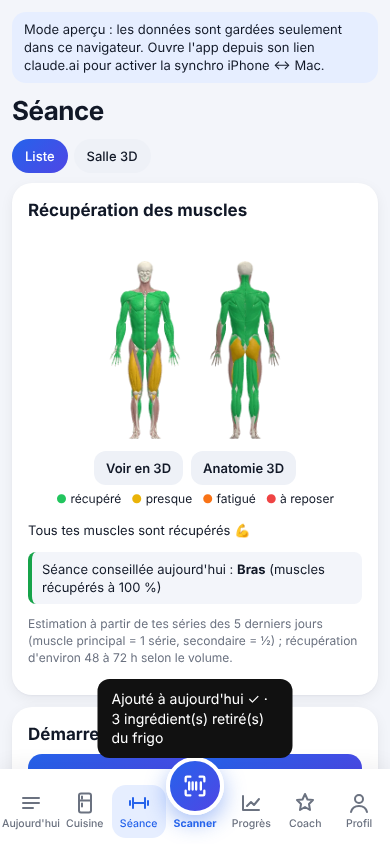 Mode aperçu : les données sont gardées seulement
dans ce navigateur. Ouvre l'app depuis son lien
claude.ai pour activer la synchro iPhone ↔ Mac.
Séance
Liste
Salle 3D
Récupération des muscles
Voir en 3D
Anatomie 3D
récupéré
presque
fatigué
à reposer
Tous tes muscles sont récupérés 💪
Séance conseillée aujourd'hui : Bras (muscles
récupérés à 100 %)
Estimation à partir de tes séries des 5 derniers jours
(muscle principal = 1 série, secondaire = ½) ; récupération
d'environ 48 à 72 h selon le volume.
Ajouté à aujourd'hui ✓ ·
3 ingrédient(s) retiré(s)
du frigo
Démarre
Aujourd'hui
Cuisine
Séance
Scanner
Progrès
Coach
Profil